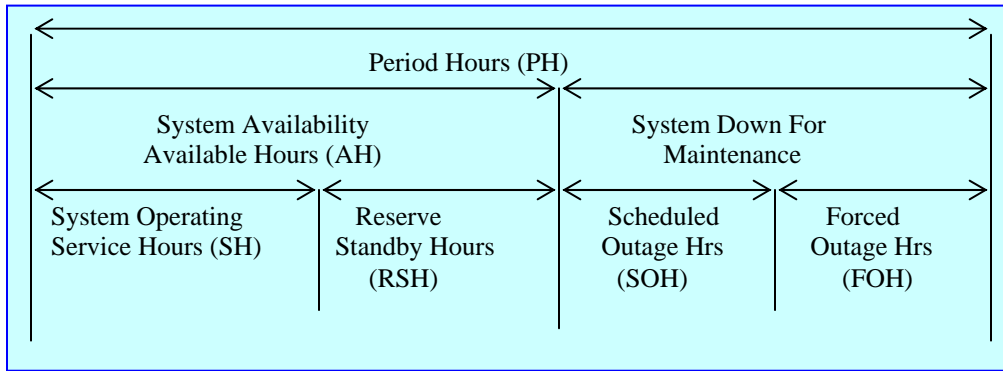 Period Hours (PH)
System Availability
Available Hours (AH)
System Down For
Maintenance
System Operating
Service Hours (SH)
Reserve
Standby Hours
(RSH)
Scheduled
Outage Hrs
(SOH)
Forced
Outage Hrs
(FOH)